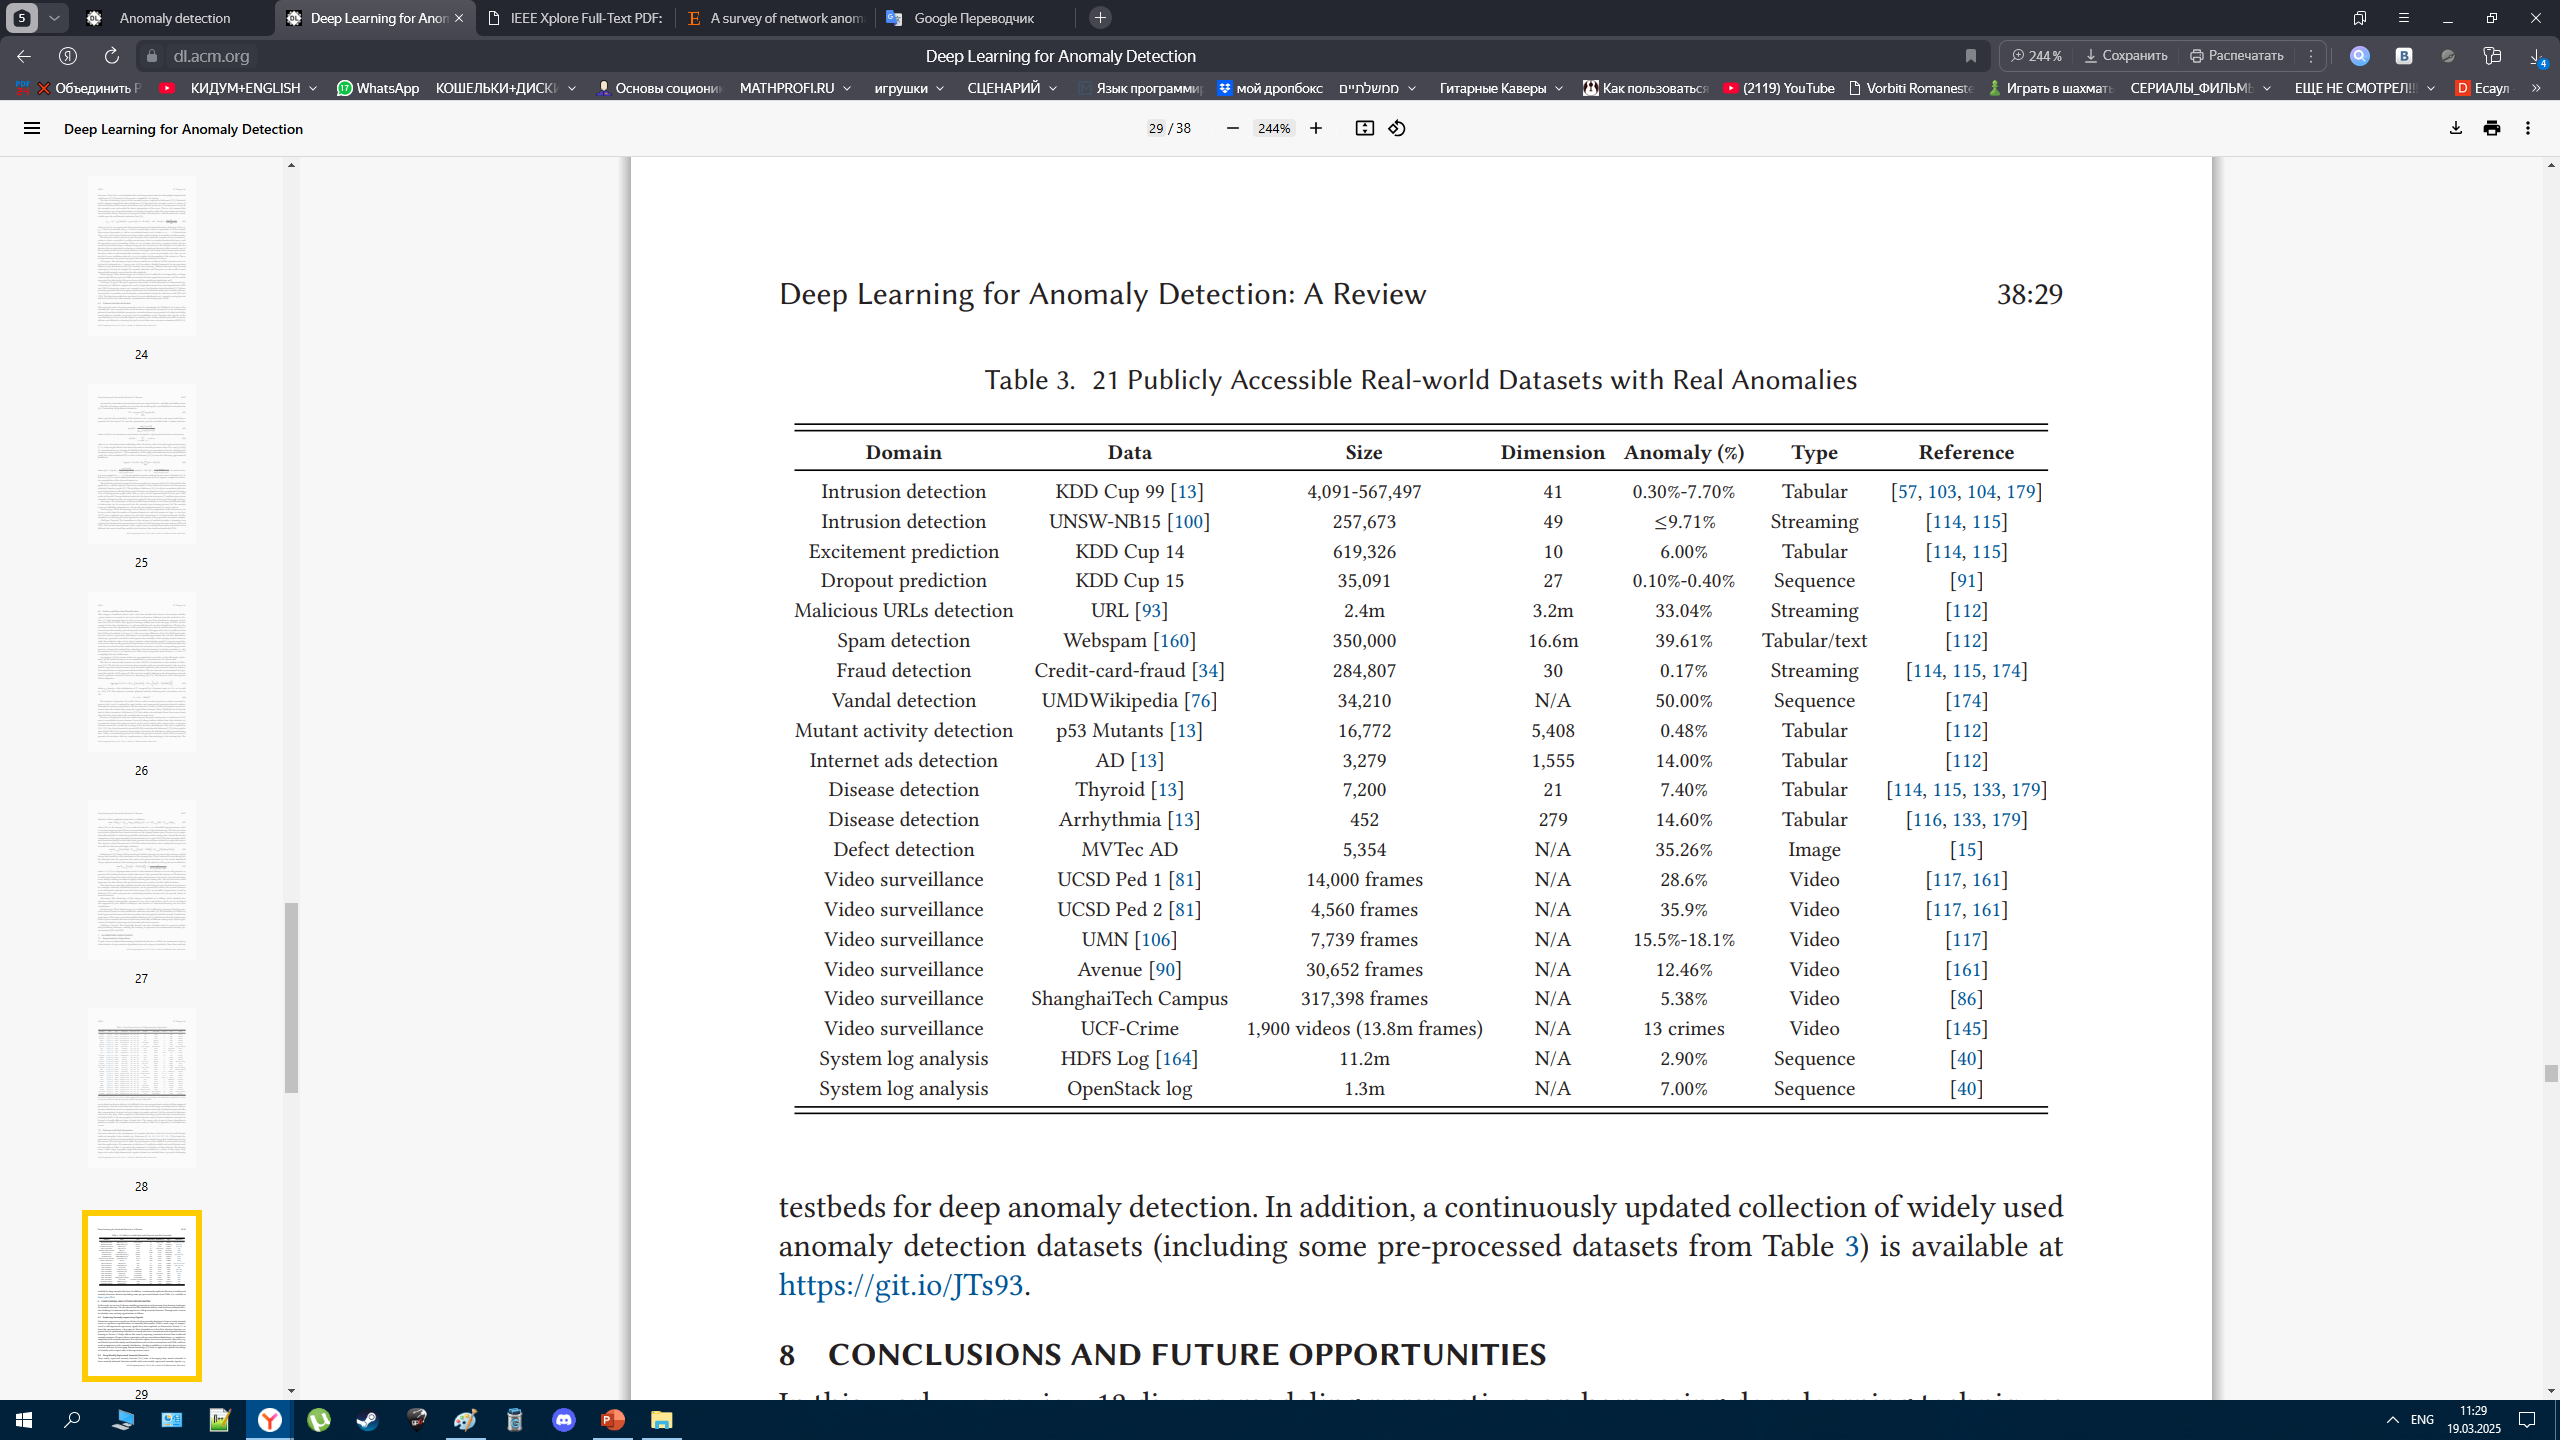 5
Anomaly detection
Deep Learning for Anon
IEEE Xplore Full-Text PDF:
A survey of network anom
Google Переводчик
dl.acm.org
Deep Learning for Anomaly Detection
244 %
Сохранить
Распечатать
4
Объединить P
КИДУМ+ENGLISH
WhatsApp
КОШЕЛЬКИ+ДИСКИ
Основы социони
MATHPROFI.RU
игрушки
СЦЕНАРИЙ
Язык программи
мой дропбокс
ממשלתיים
Гитарные Каверы
Как пользоваться
(2119) YouTube
Vorbiti Romaneste
Играть в шахмат
СЕРИАЛЫ_ФИЛЬМ
ЕЩЕ НЕ СМОТРЕЛ!!!
Есаул
Deep Learning for Anomaly Detection
29 / 38
244%
24
25
26
27
28
29
Deep Learning for Anomaly Detection: A Review 38:29
Table 3. 21 Publicly Accessible Real-world Datasets with Real Anomalies
Domain Data Size Dimension Anomaly (%) Type Reference
Intrusion detection KDD Cup 99 [13] 4,091-567,497 41 0.30%-7.70% Tabular [57, 103, 104, 179]
Intrusion detection UNSW-NB15 [100] 257,673 49 ≤9.71% Streaming [114, 115]
Excitement prediction KDD Cup 14 619,326 10 6.00% Tabular [114, 115]
Dropout prediction KDD Cup 15 35,091 27 0.10%-0.40% Sequence [91]
Malicious URLs detection URL [93] 2.4m 3.2m 33.04% Streaming [112]
Spam detection Webspam [160] 350,000 16.6m 39.61% Tabular/text [112]
Fraud detection Credit-card-fraud [34] 284,807 30 0.17% Streaming [114, 115, 174]
Vandal detection UMDWikipedia [76] 34,210 N/A 50.00% Sequence [174]
Mutant activity detection p53 Mutants [13] 16,772 5,408 0.48% Tabular [112]
Internet ads detection AD [13] 3,279 1,555 14.00% Tabular [112]
Disease detection Thyroid [13] 7,200 21 7.40% Tabular [114, 115, 133, 179]
Disease detection Arrhythmia [13] 452 279 14.60% Tabular [116, 133, 179]
Defect detection MVTec AD 5,354 N/A 35.26% Image [15]
Video surveillance UCSD Ped 1 [81] 14,000 frames N/A 28.6% Video [117, 161]
Video surveillance UCSD Ped 2 [81] 4,560 frames N/A 35.9% Video [117, 161]
Video surveillance UMN [106] 7,739 frames N/A 15.5%-18.1% Video [117]
Video surveillance Avenue [90] 30,652 frames N/A 12.46% Video [161]
Video surveillance ShanghaiTech Campus 317,398 frames N/A 5.38% Video [86]
Video surveillance UCF-Crime 1,900 videos (13.8m frames) N/A 13 crimes Video [145]
System log analysis HDFS Log [164] 11.2m N/A 2.90% Sequence [40]
System log analysis OpenStack log 1.3m N/A 7.00% Sequence [40]
testbeds for deep anomaly detection. In addition, a continuously updated collection of widely used
anomaly detection datasets (including some pre-processed datasets from Table 3) is available at
https://git.io/JTs93.
8 CONCLUSIONS AND FUTURE OPPORTUNITIES
ENG
11:29
19.03.2025